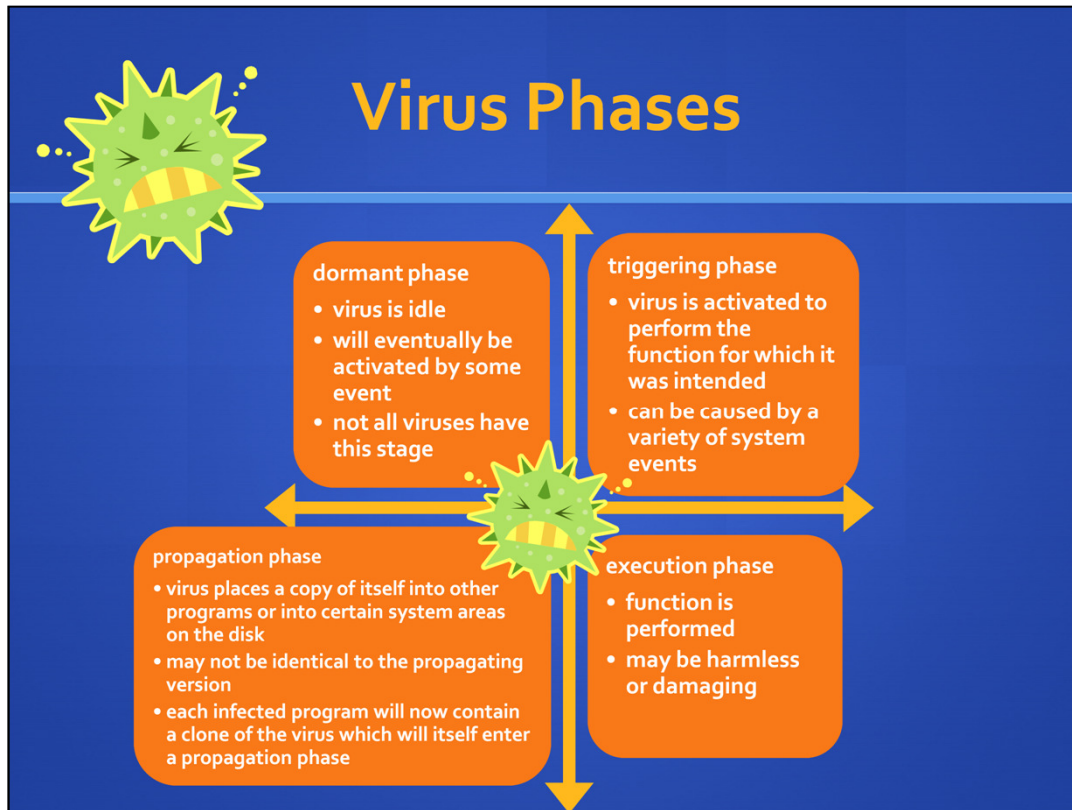 Virus Phases
dormant phase
• virus is idle
• will eventually be
activated by some
event
• not all viruses have
this stage
triggering phase
• virus is activated to
perform the
function for which it
was intended
• can be caused by a
variety of system
events
propagation phase
• virus places a copy of itself into other
programs or into certain system areas
on the disk
• may not be identical to the propagating
version
• each infected program will now contain
a clone of the virus which will itself enter
a propagation phase
execution phase
• function is
performed
• may be harmless
or damaging